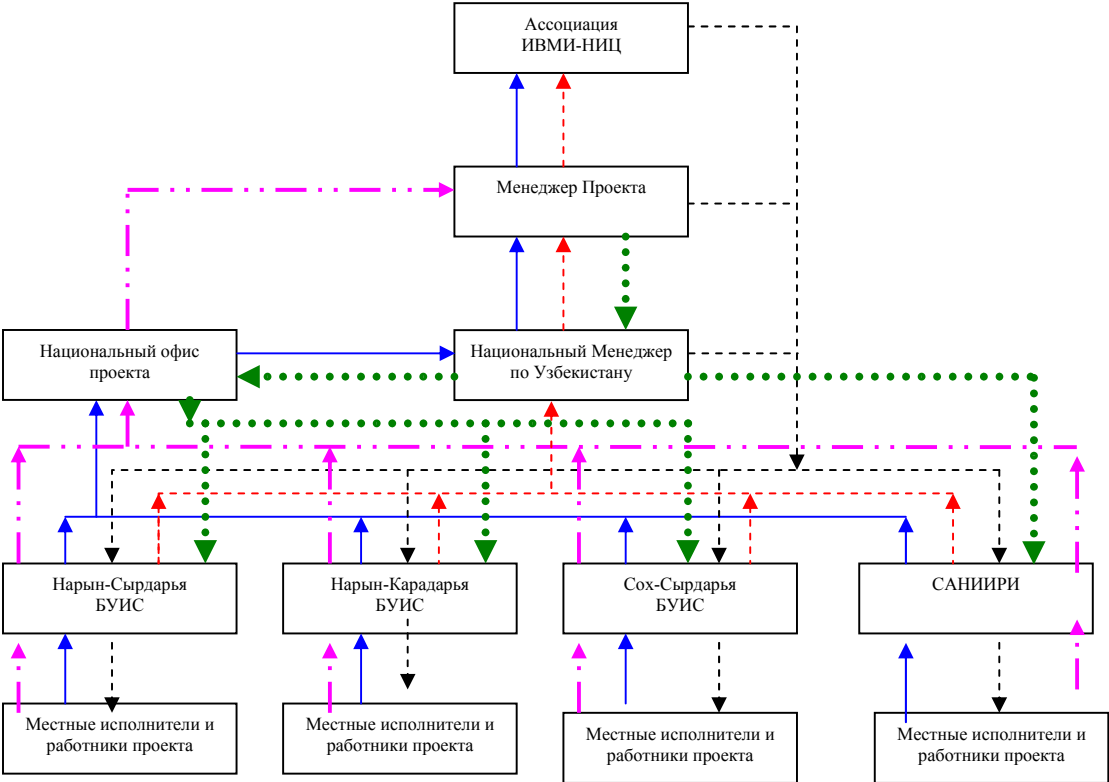 Ассоциация
ИВМИ-НИЦ
Менеджер Проекта
Национальный офис
проекта
Национальный Менеджер
по Узбекистану
Нарын-Сырдарья
БУИС
Нарын-Карадарья
БУИС
Сох-Сырдарья
БУИС
САНИИРИ
Местные исполнители и
работники проекта
Местные исполнители и
работники проекта
Местные исполнители и
работники проекта
Местные исполнители и
работники проекта